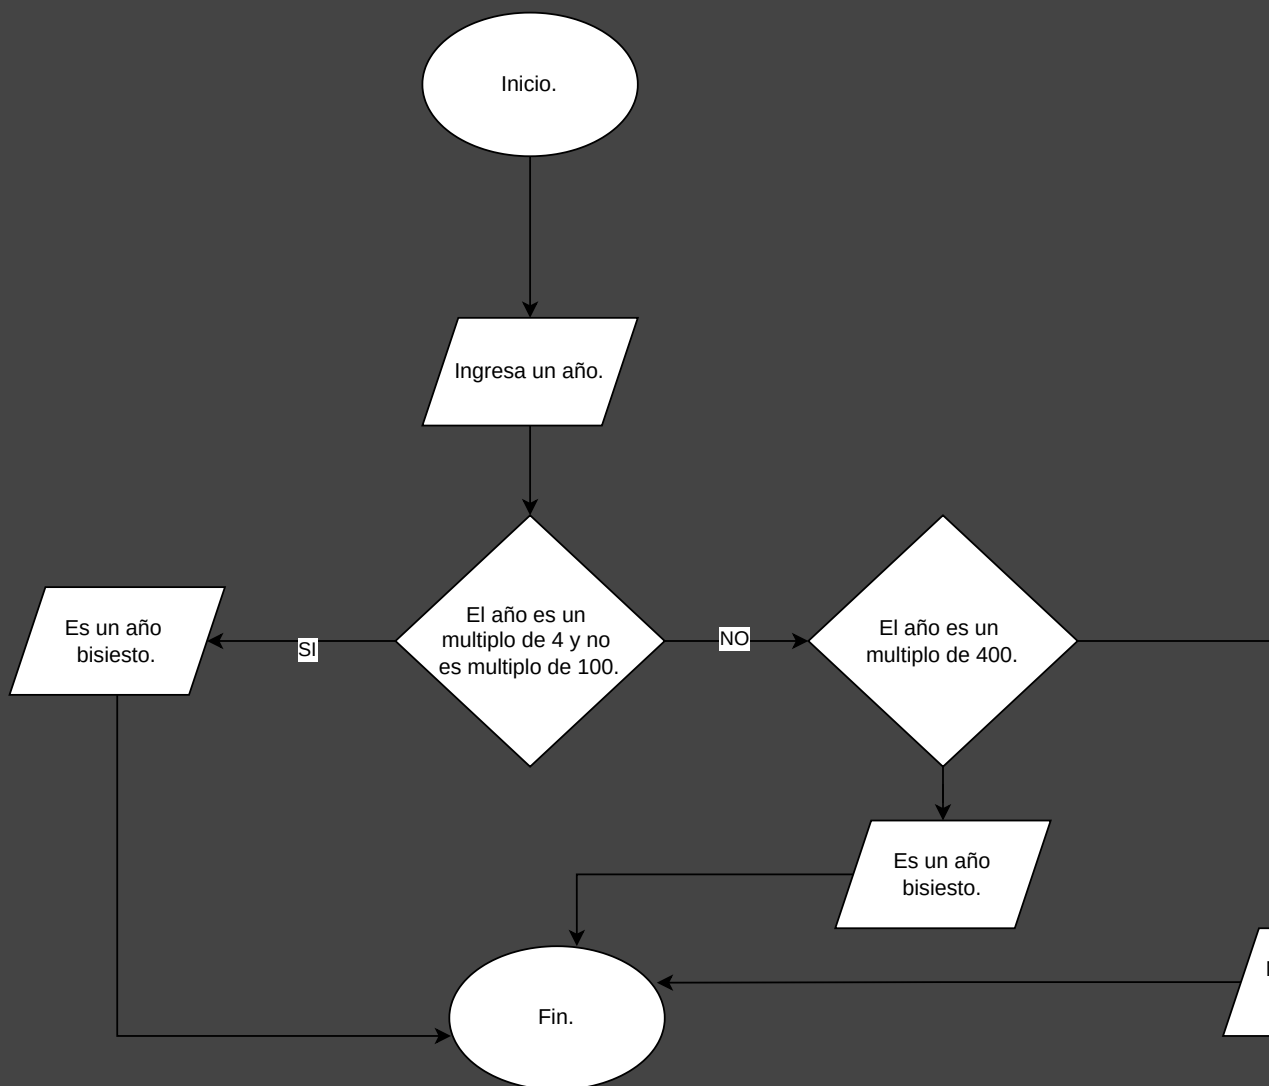 Inicio.
Ingresa un año.
El año es un
multiplo de 4 y no
es multiplo de 100.
SI
Es un año
bisiesto.
NO
El año es un
multiplo de 400.
Es un año
bisiesto.
Fin.